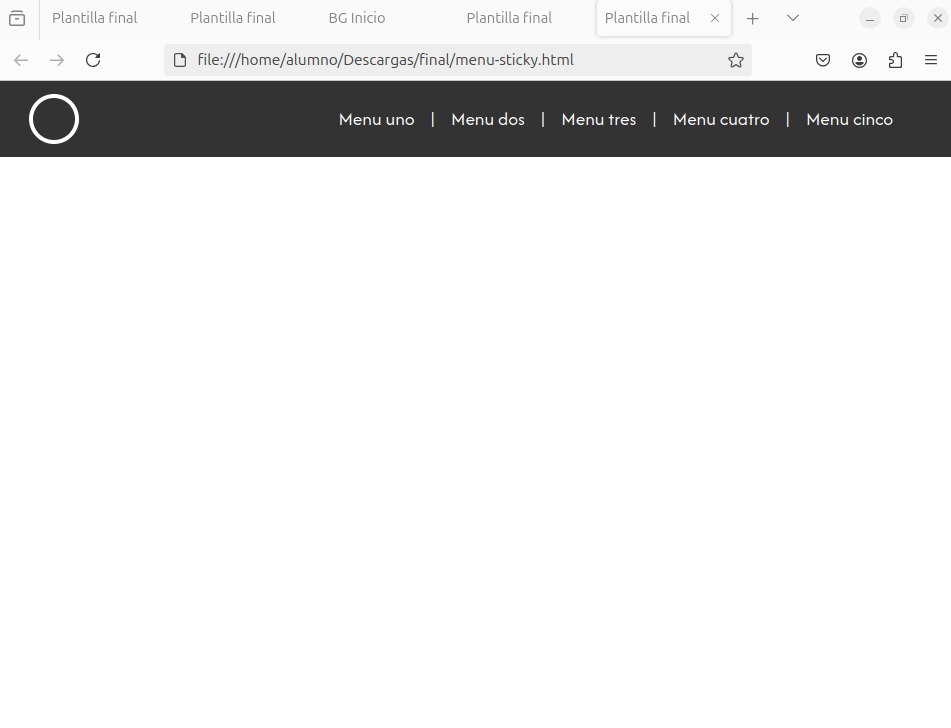 Plantilla final Plantilla final BG Inicio Plantilla final Plantilla final
file:///home/alumno/Descargas/final/menu-sticky.html
Menu uno | Menu dos | Menu tres | Menu cuatro | Menu cinco